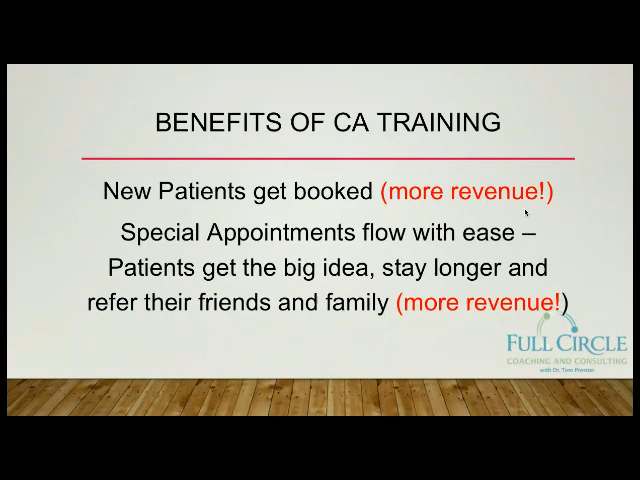 BENEFITS OF CA TRAINING
New Patients get booked (more revenue!)
Special Appointments flow with ease –
Patients get the big idea, stay longer and
refer their friends and family (more revenue!)
FULL CIRCLE
COACHING AND CONSULTING
with Dr. Tom Preston